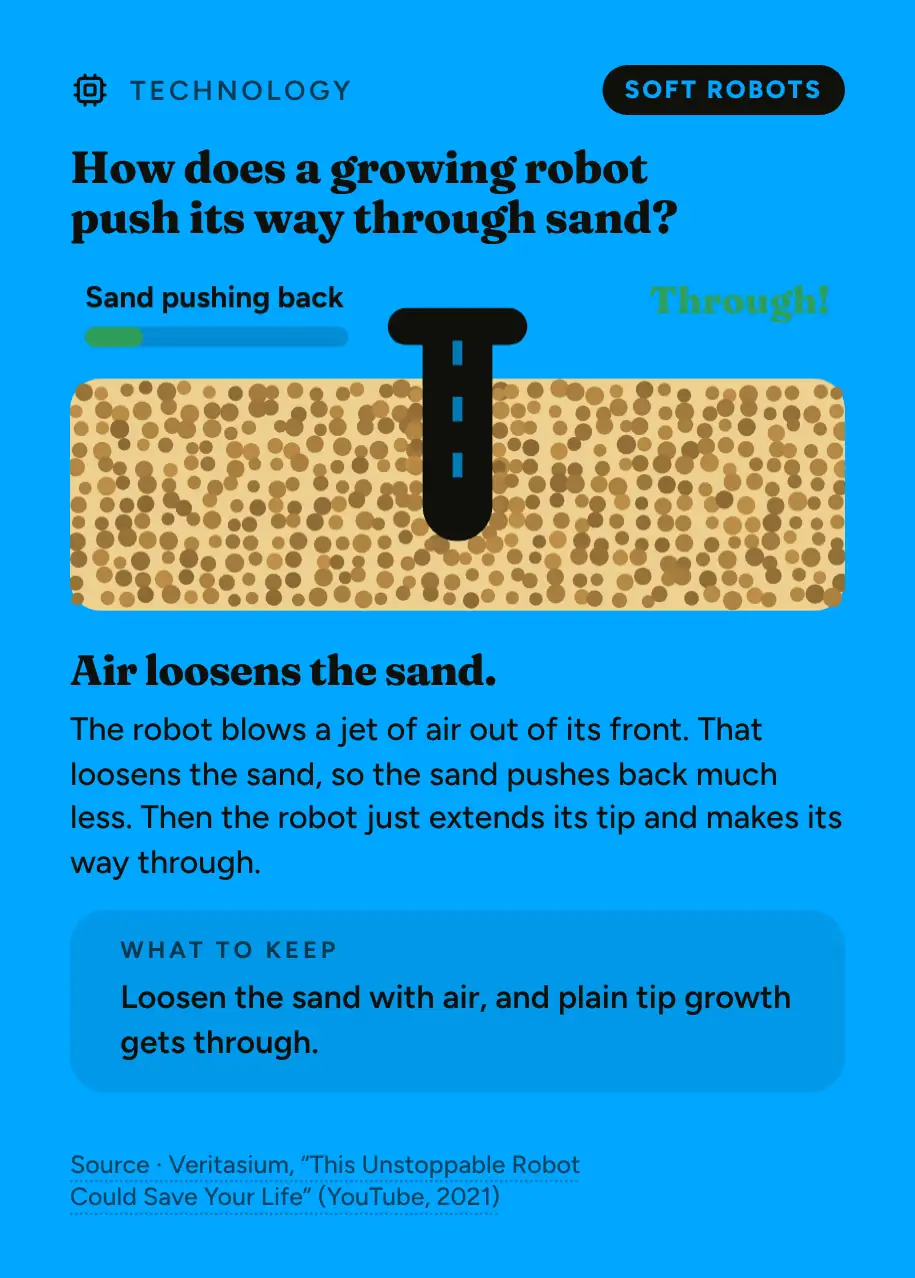 TECHNOLOGY
SOFT ROBOTS
How does a growing robot
push its way through sand?
Sand pushing back
Through!
Air loosens the sand.
The robot blows a jet of air out of its front. That
loosens the sand, so the sand pushes back much
less. Then the robot just extends its tip and makes its
way through.
WHAT TO KEEP
Loosen the sand with air, and plain tip growth
gets through.
Source · Veritasium, “This Unstoppable Robot
Could Save Your Life” (YouTube, 2021)